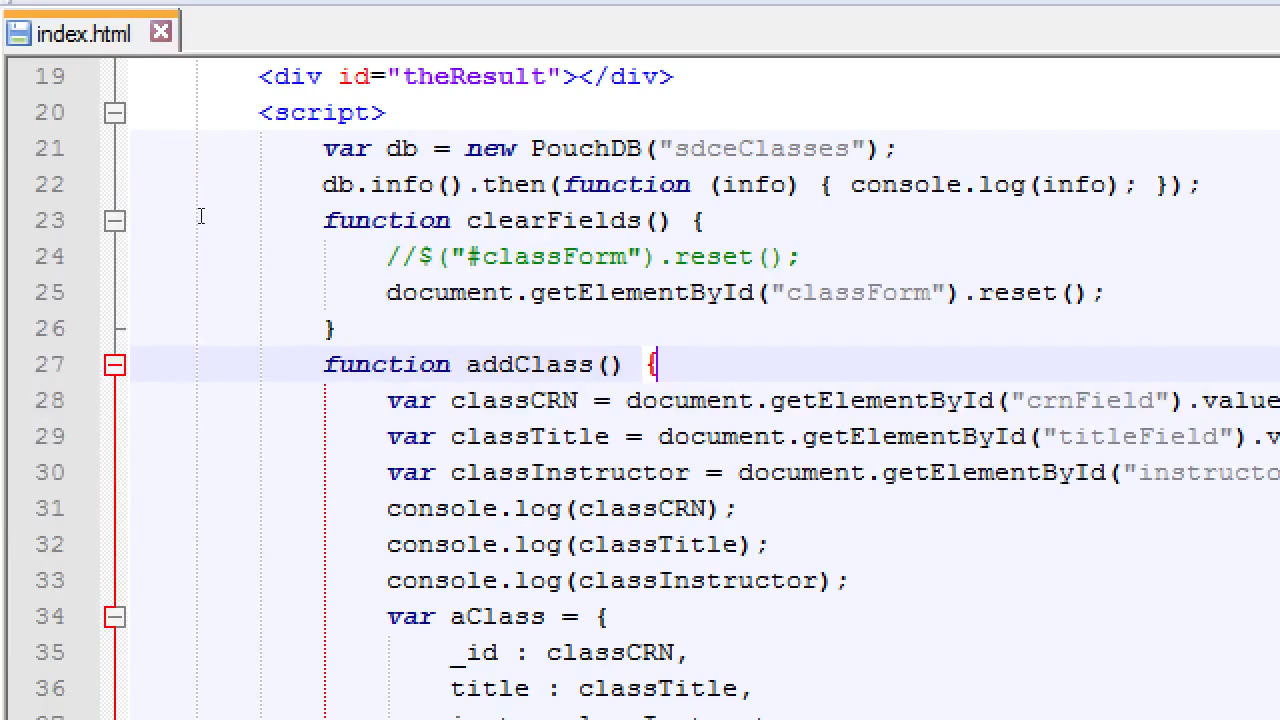 index.html
19 <div id="theResult"></div>
20 <script>
21 var db = new PouchDB("sdceClasses");
22 db.info().then(function (info) { console.log(info); });
23 function clearFields() {
24 //$("#classForm").reset();
25 document.getElementById("classForm").reset();
26 }
27 function addClass() {
28 var classCRN = document.getElementById("crnField").value
29 var classTitle = document.getElementById("titleField").v
30 var classInstructor = document.getElementById("instructo
31 console.log(classCRN);
32 console.log(classTitle);
33 console.log(classInstructor);
34 var aClass = {
35 _id : classCRN,
36 title : classTitle,